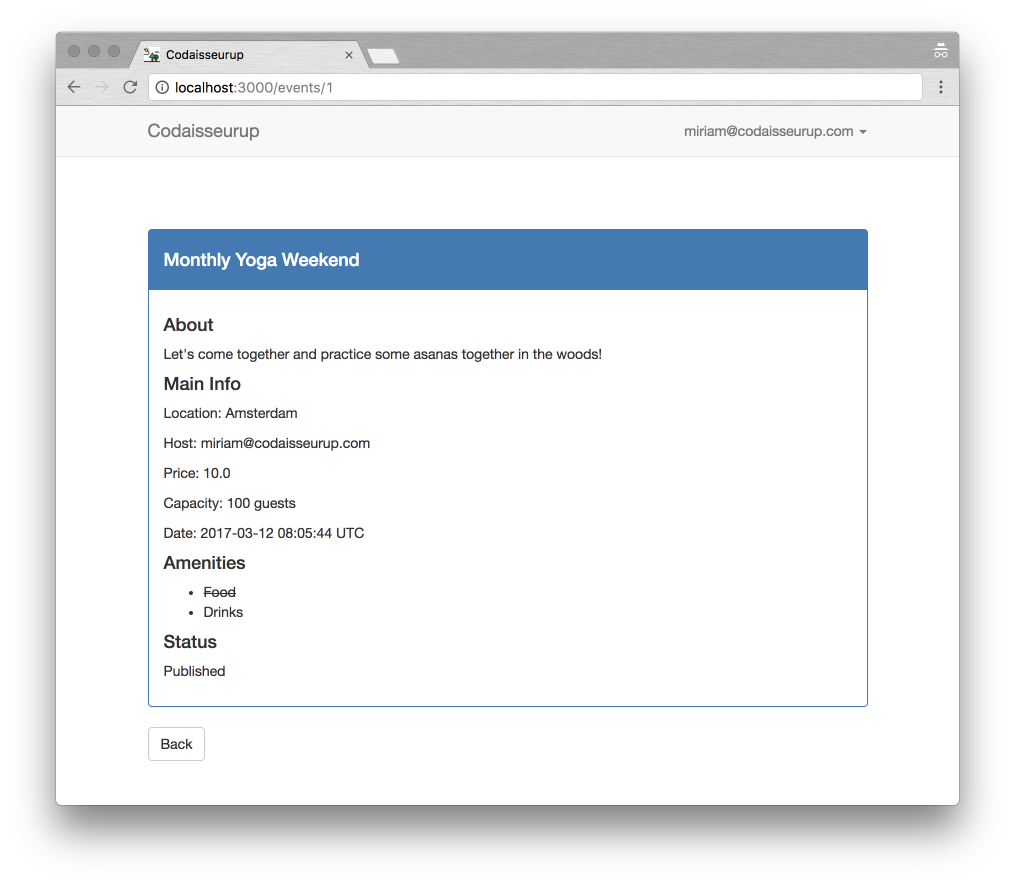 Codaisseurup
localhost:3000/events/1
Codaisseurup
miriam@codaisseurup.com
Monthly Yoga Weekend
About
Let's come together and practice some asanas together in the woods!
Main Info
Location: Amsterdam
Host: miriam@codaisseurup.com
Price: 10.0
Capacity: 100 guests
Date: 2017-03-12 08:05:44 UTC
Amenities
Food
Drinks
Status
Published
Back